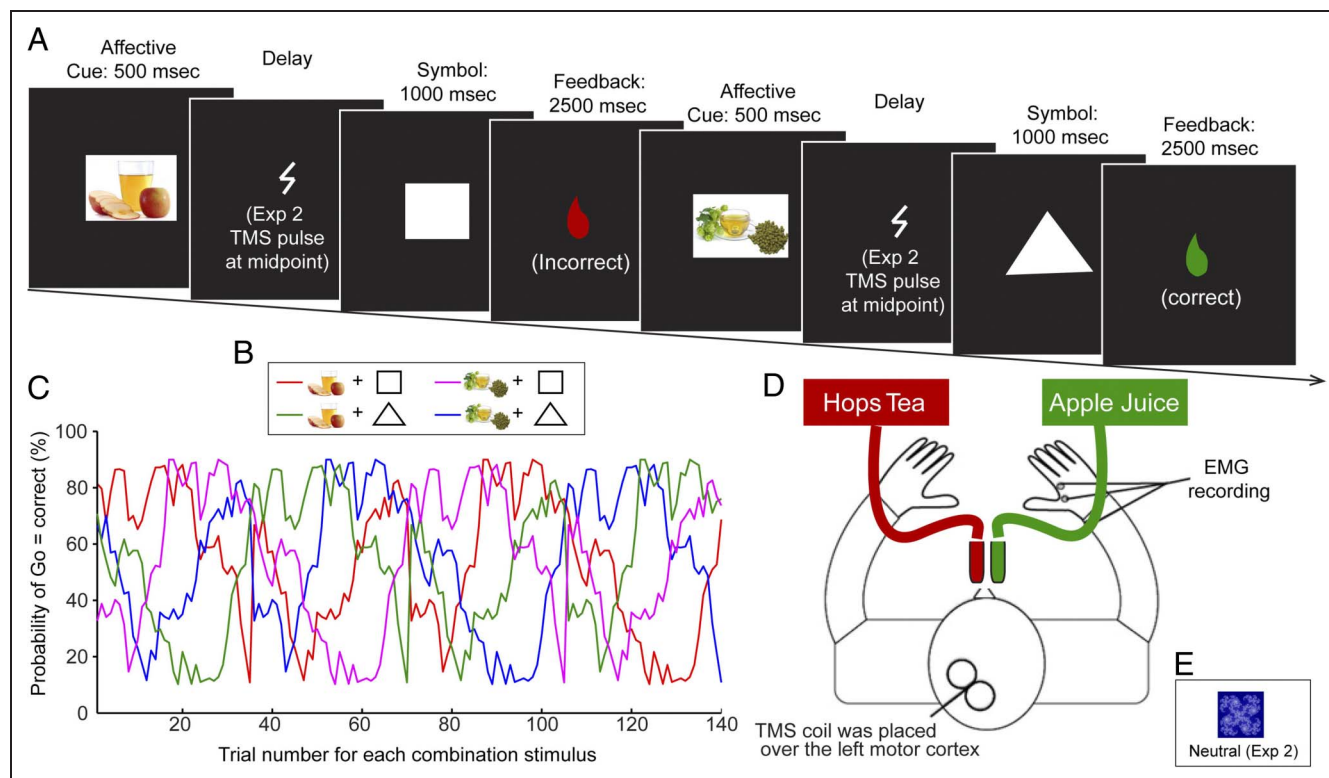 A
Affective
Cue: 500 msec
Delay
Symbol:
1000 msec
Feedback:
2500 msec
Affective
Cue: 500 msec
Delay
Symbol:
1000 msec
Feedback:
2500 msec
(Exp 2
TMS pulse
at midpoint)
(Incorrect)
(Exp 2
TMS pulse
at midpoint)
(correct)
B
+
+
+
+
C
Probability of Go = correct (%)
100
80
60
40
20
0
20
40
60
80
100
120
140
Trial number for each combination stimulus
D
Hops Tea
Apple Juice
EMG
recording
TMS coil was placed
over the left motor cortex
E
Neutral (Exp 2)